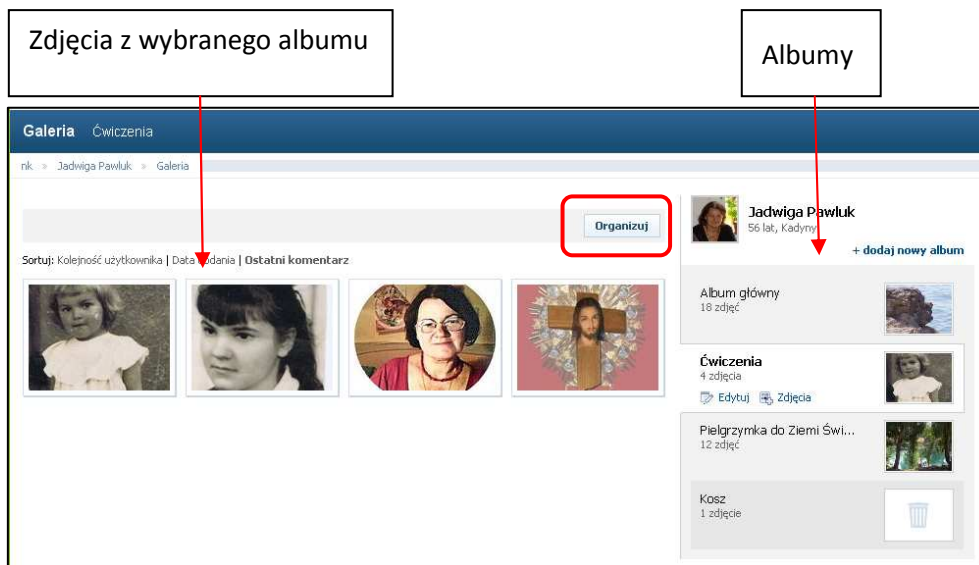 Zdjęcia z wybranego albumu
Albumy
Galeria Ćwiczenia
nk » Jadwiga Pawluk » Galeria
Organizuj
Sortuj: Kolejność użytkownika | Data dodania | Ostatni komentarz
Jadwiga Pawluk
56 lat, Kadyny
+ dodaj nowy album
Album główny
18 zdjęć
Ćwiczenia
4 zdjęcia
Edytuj Zdjęcia
Pielgrzymka do Ziemi Świ...
12 zdjęć
Kosz
1 zdjęcie